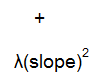 +
λ(slope)²